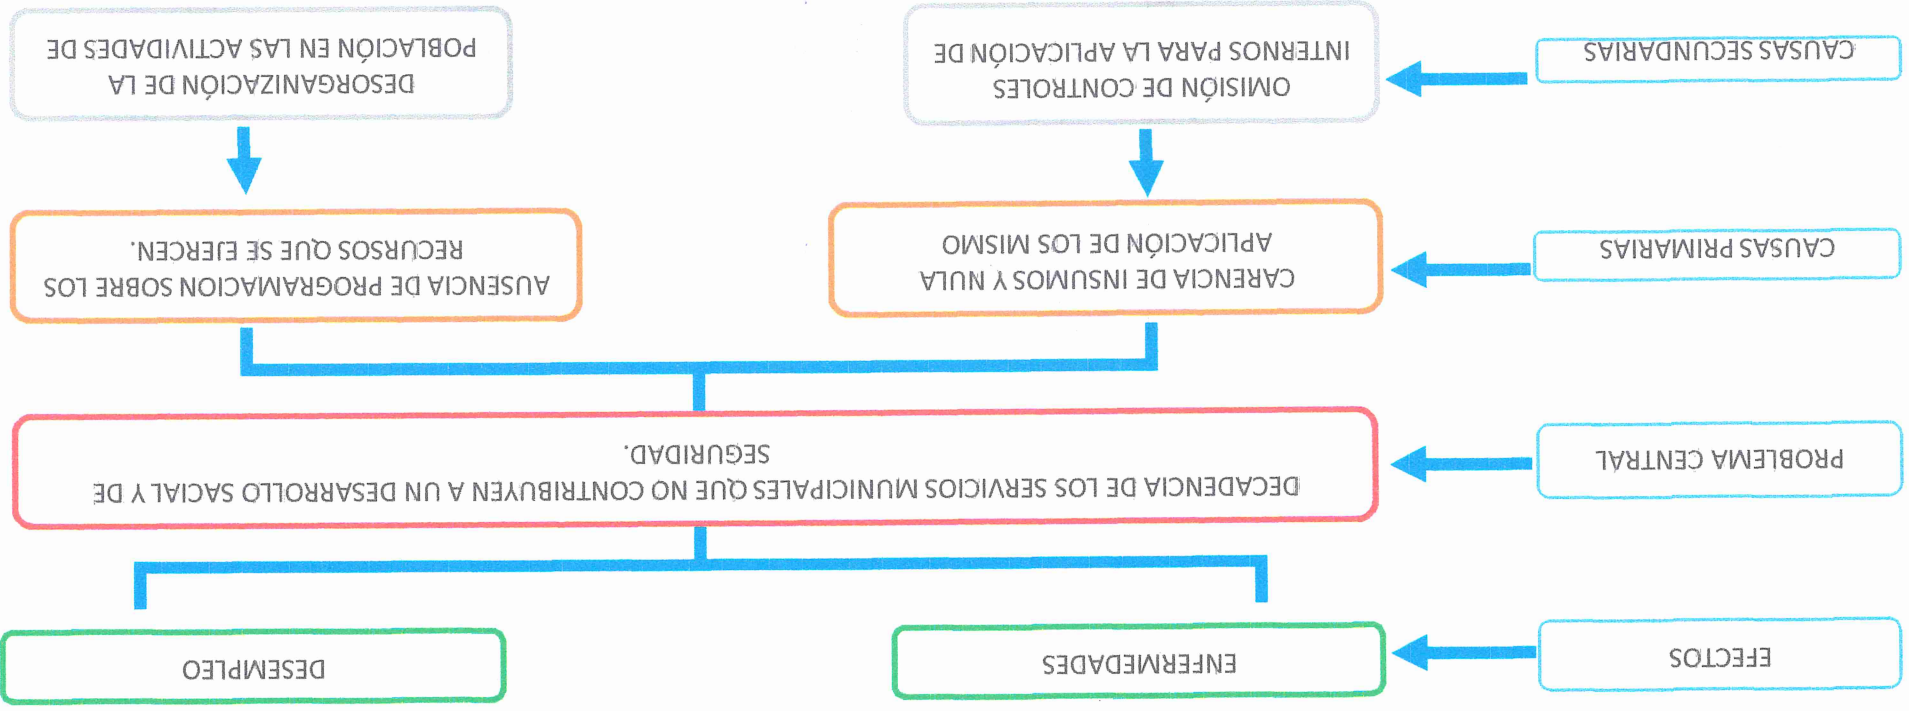 EFECTOS
ENFERMEDADES
DESEMPLEO
PROBLEMA CENTRAL
DECADENCIA DE LOS SERVICIOS MUNICIPALES QUE NO CONTRIBUYEN A UN DESARROLLO SACIAL Y DE
SEGURIDAD.
CAUSAS PRIMARIAS
CARENCIA DE INSUMOS Y NULA
APLICACIÓN DE LOS MISMO
AUSENCIA DE PROGRAMACION SOBRE LOS
RECURSOS QUE SE EJERCEN.
CAUSAS SECUNDARIAS
OMISIÓN DE CONTROLES
INTERNOS PARA LA APLICACIÓN DE
DESORGANIZACIÓN DE LA
POBLACIÓN EN LAS ACTIVIDADES DE